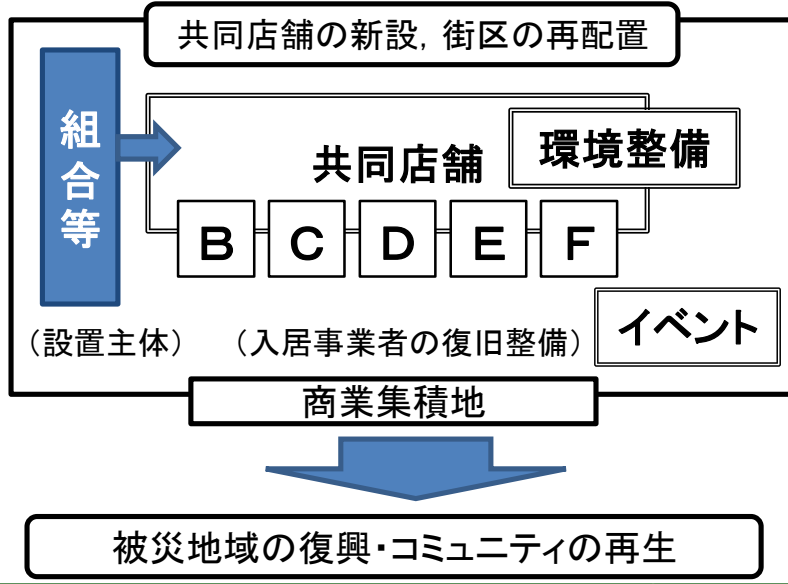 共同店舗の新設，街区の再配置
組合等
共同店舗
環境整備
B C D E F
（設置主体）
（入居事業者の復旧整備）
イベント
商業集積地
被災地域の復興・コミュニティの再生